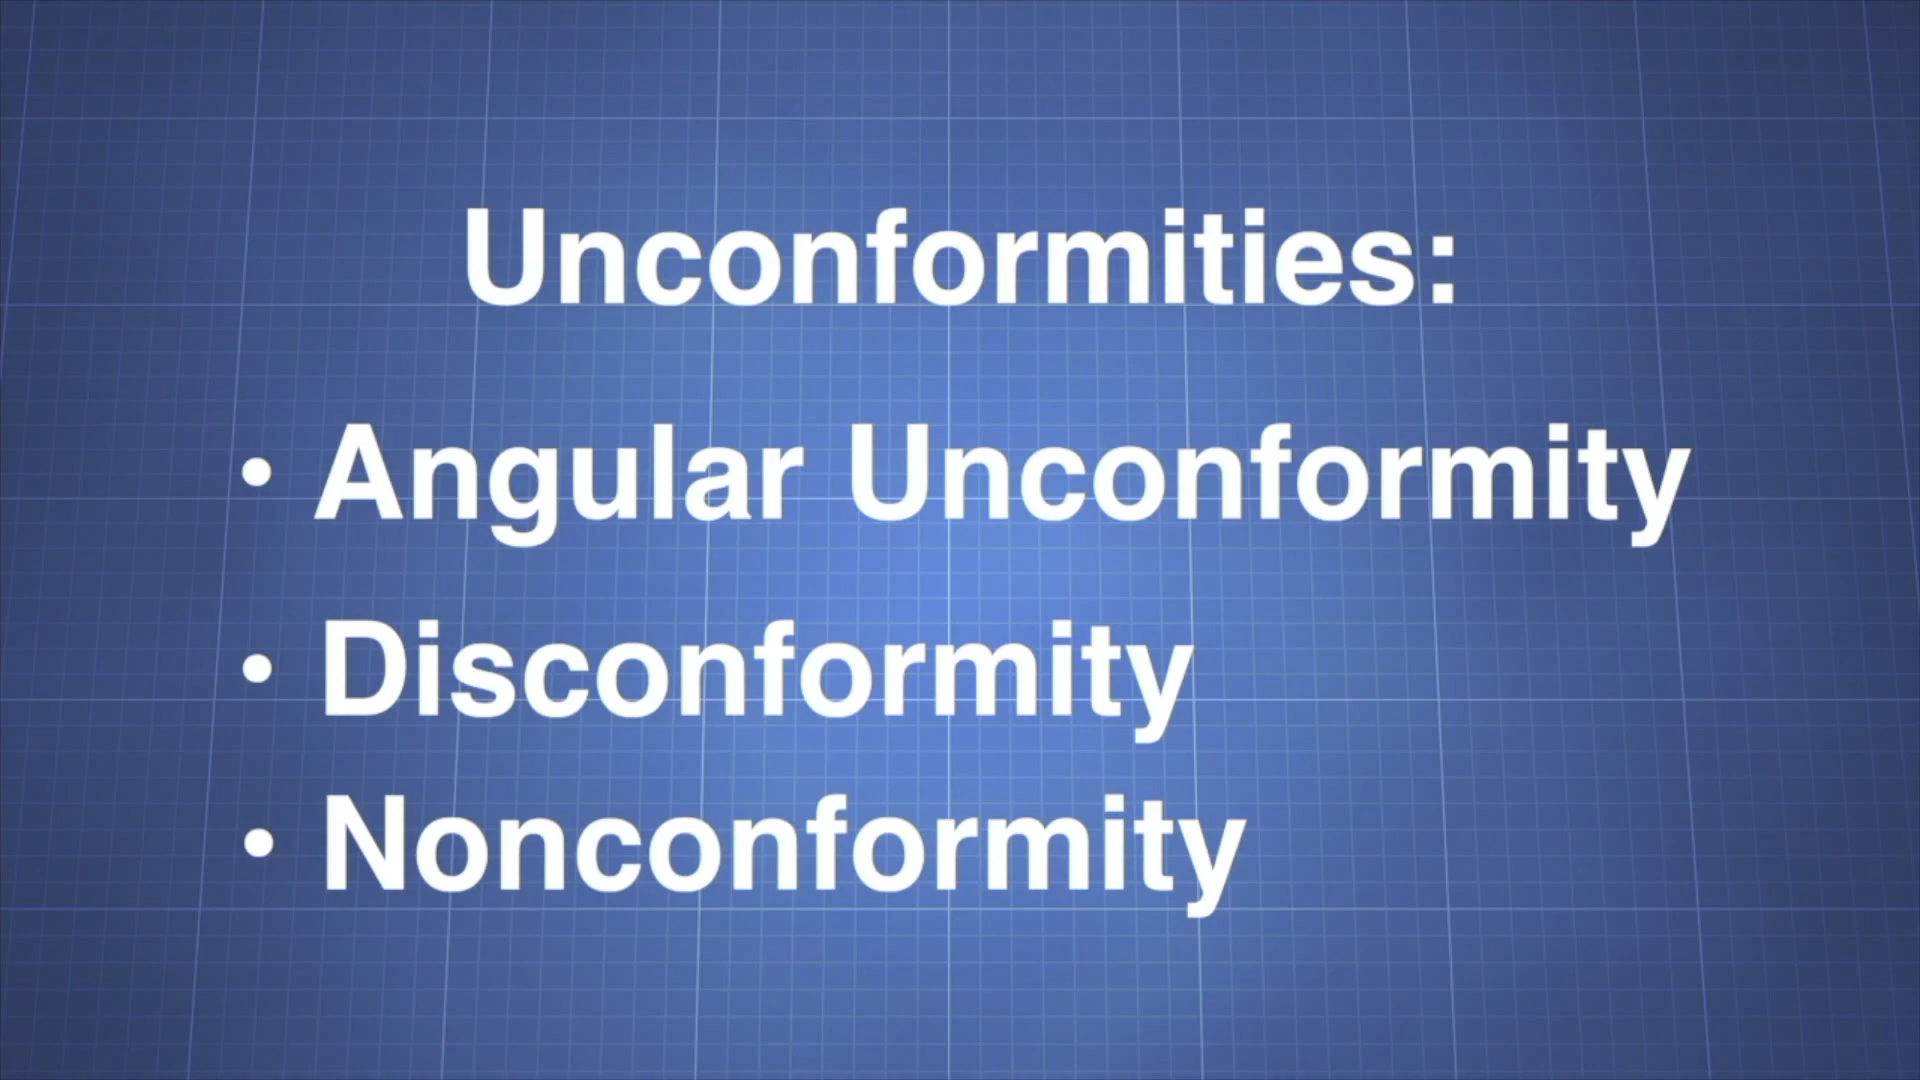 Unconformities:
• Angular Unconformity
• Disconformity
• Nonconformity